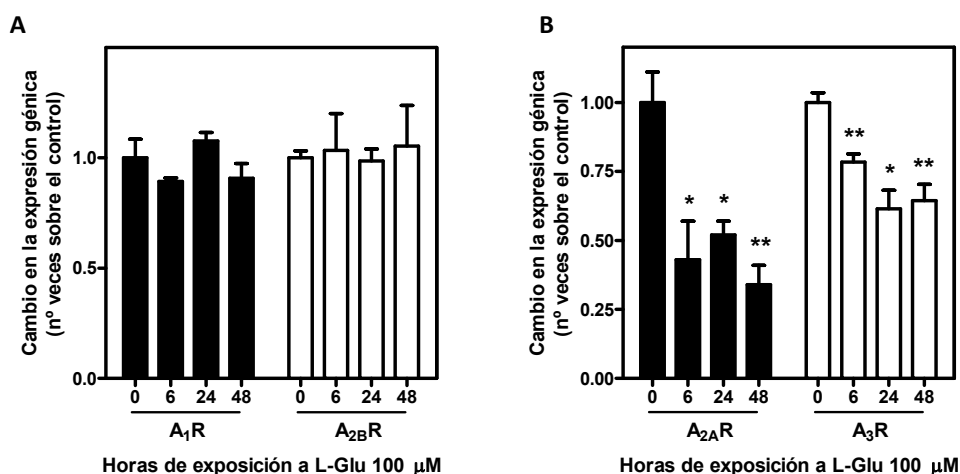 A
Cambio en la expresión génica
(nº veces sobre el control)
1.0
0.5
0.0
0 6 24 48 0 6 24 48
A1R A2BR
Horas de exposición a L-Glu 100 μM
B
Cambio en la expresión génica
(nº veces sobre el control)
1.00
0.75
0.50
0.25
0.00
* * ** ** * **
0 6 24 48 0 6 24 48
A2AR A3R
Horas de exposición a L-Glu 100 μM